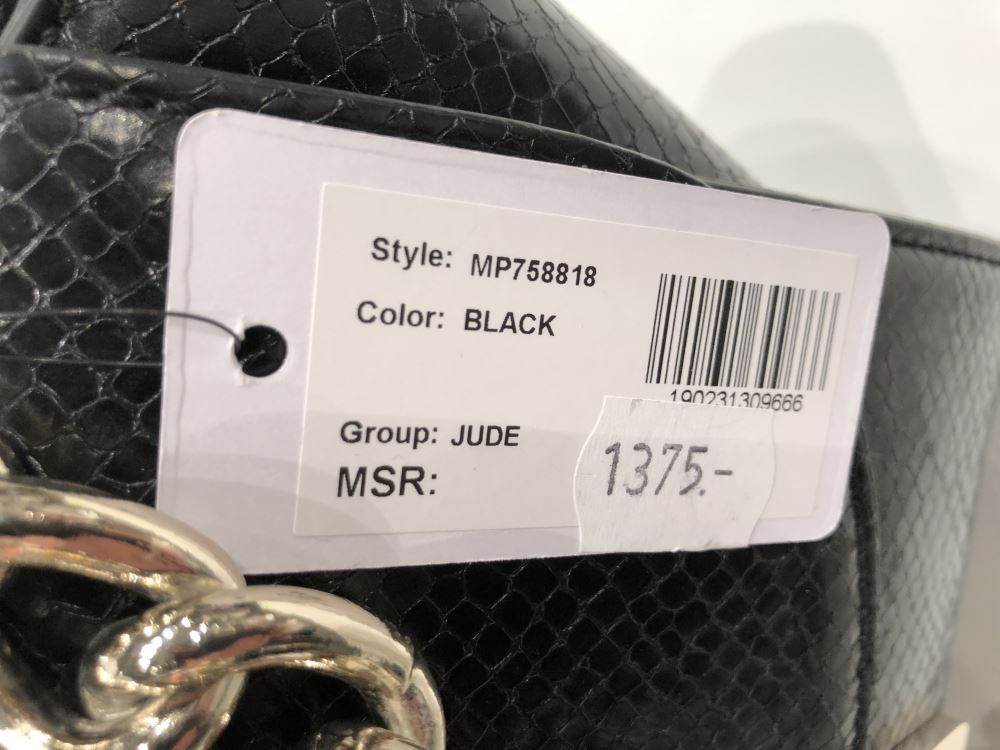 Style: MP758818
Color: BLACK
190231309666
Group: JUDE
MSR:
1375.-